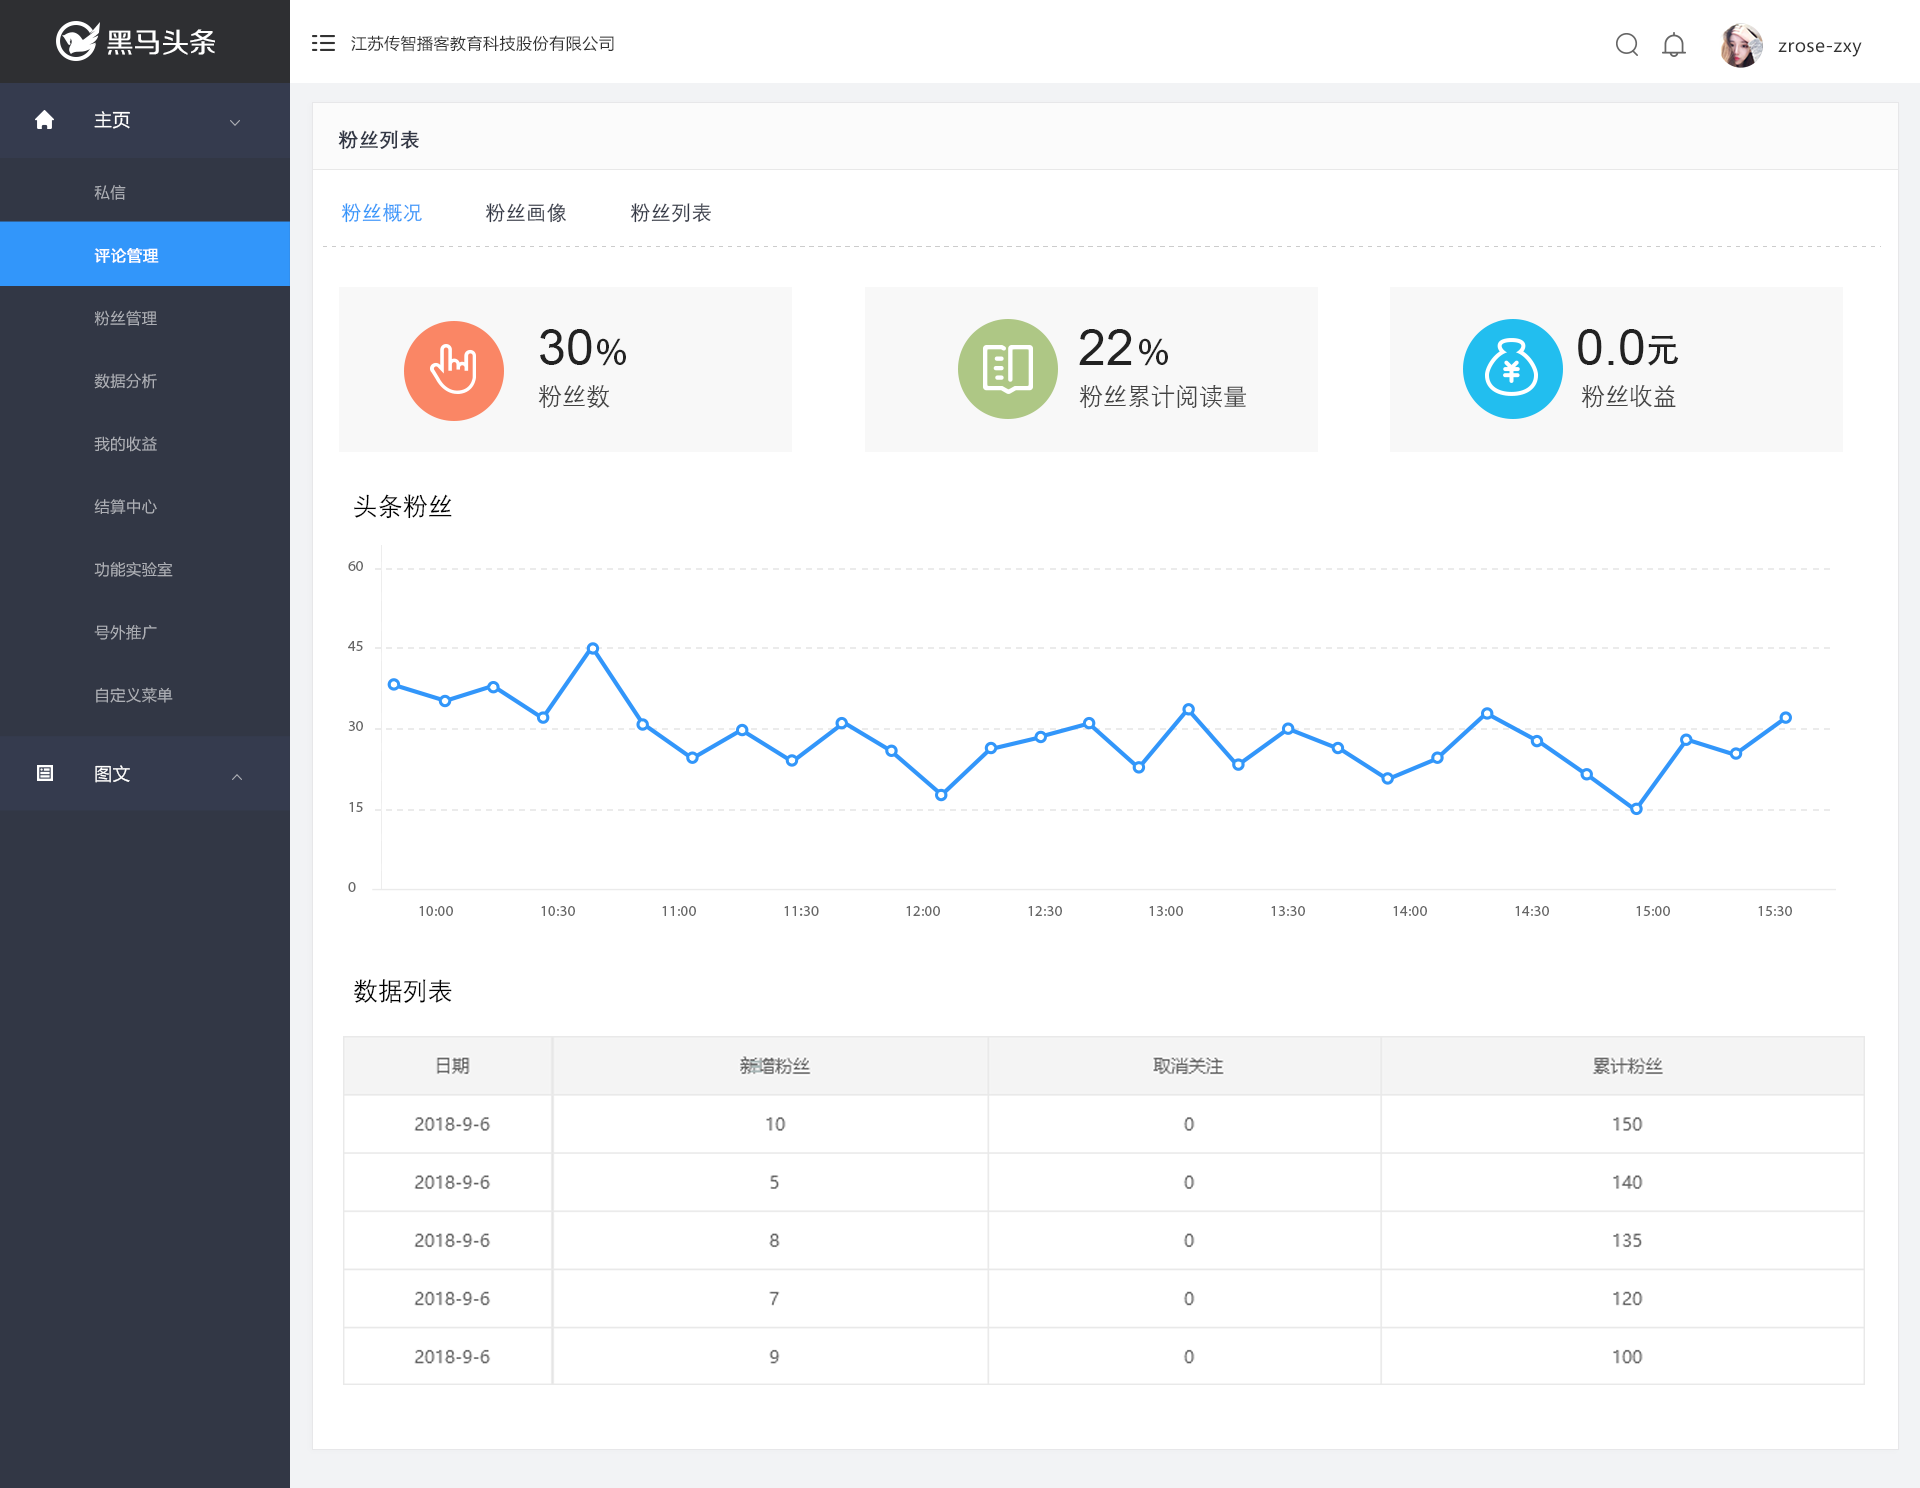 黑马头条
江苏传智播客教育科技股份有限公司
zrose-zxy
主页
私信
评论管理
粉丝管理
数据分析
我的收益
结算中心
功能实验室
号外推广
自定义菜单
图文
粉丝列表
粉丝概况 粉丝画像 粉丝列表
30%
粉丝数
22%
粉丝累计阅读量
¥
0.0元
粉丝收益
头条粉丝
60
45
30
15
0
10:00 10:30 11:00 11:30 12:00 12:30 13:00 13:30 14:00 14:30 15:00 15:30
数据列表
日期 新增粉丝 取消关注 累计粉丝
2018-9-6 10 0 150
2018-9-6 5 0 140
2018-9-6 8 0 135
2018-9-6 7 0 120
2018-9-6 9 0 100